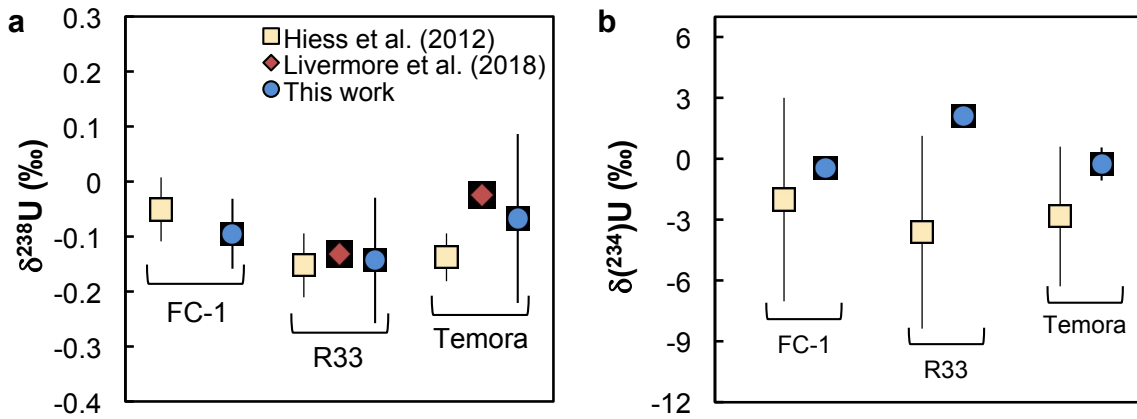 a
δ²³⁸U (‰)
0.3
0.2
0.1
0
-0.1
-0.2
-0.3
-0.4
Hiess et al. (2012)
Livermore et al. (2018)
This work
FC-1
R33
Temora
b
δ(²³⁴)U (‰)
6
3
0
-3
-6
-9
-12
FC-1
R33
Temora